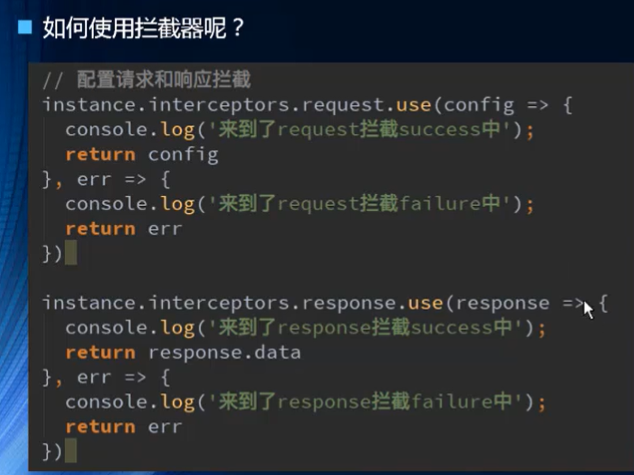 如何使用拦截器呢？
// 配置请求和响应拦截
instance.interceptors.request.use(config => {
  console.log('来到了request拦截success中');
  return config
}, err => {
  console.log('来到了request拦截failure中');
  return err
})
instance.interceptors.response.use(response => {
  console.log('来到了response拦截success中');
  return response.data
}, err => {
  console.log('来到了response拦截failure中');
  return err
})